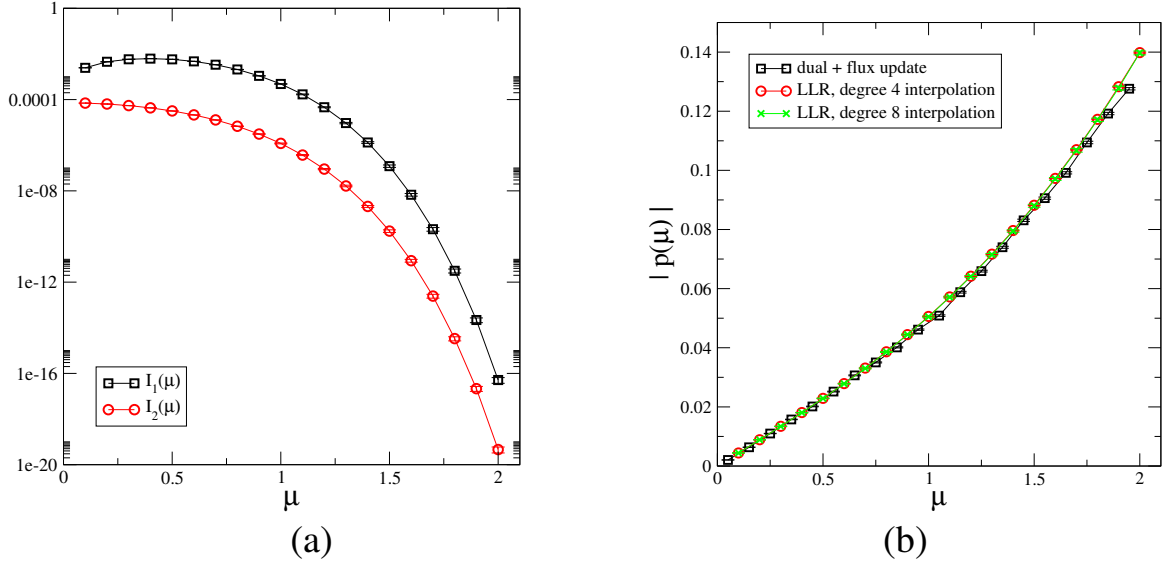 1
0.0001
1e-08
1e-12
1e-16
1e-20
I1(μ)
I2(μ)
0 0.5 1 1.5 2
μ
(a)
0.14
0.12
0.1
0.08
0.06
0.04
0.02
0
dual + flux update
LLR, degree 4 interpolation
LLR, degree 8 interpolation
| p(μ) |
0.5 1 1.5 2
μ
(b)